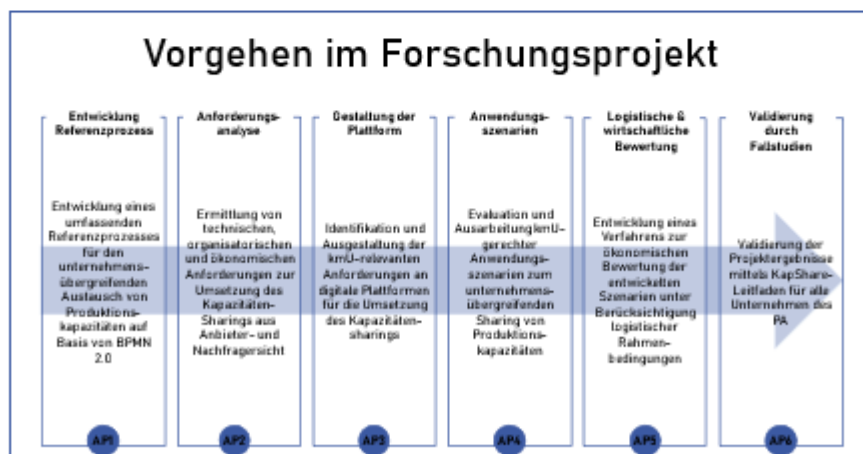 Vorgehen im Forschungsprojekt
Entwicklung
Referenzprozess
Entwicklung eines
umfassenden
Referenzprozesses
für den
unternehmens-
übergreifenden
Austausch von
Produktions-
kapazitäten auf
Basis von BPMN
2.0
AP1
Anforderungs-
analyse
Ermittlung von
technischen,
organisatorischen
und ökonomischen
Anforderungen zur
Umsetzung des
Kapazitäten-
Sharings aus
Anbieter- und
Nachfragersicht
AP2
Gestaltung der
Plattform
Identifikation und
Ausgestaltung der
kmU-relevanten
Anforderungen an
digitale Plattformen
für die Umsetzung
des Kapazitäten-
sharings
AP3
Anwendungs-
szenarien
Evaluation und
AusarbeitungkmU-
gerechter
Anwendungs-
szenarien zum
unternehmens-
übergreifenden
Sharing von
Produktions-
kapazitäten
AP4
Logistische &
wirtschaftliche
Bewertung
Entwicklung eines
Verfahrens zur
ökonomischen
Bewertung der
entwickelten
Szenarien unter
Berücksichtigung
logistischer
Rahmen-
bedingungen
AP5
Validierung
durch
Fallstudien
Validierung der
Projektergebnisse
mittels KapShare-
Leitfaden für alle
Unternehmen des
PA
AP6